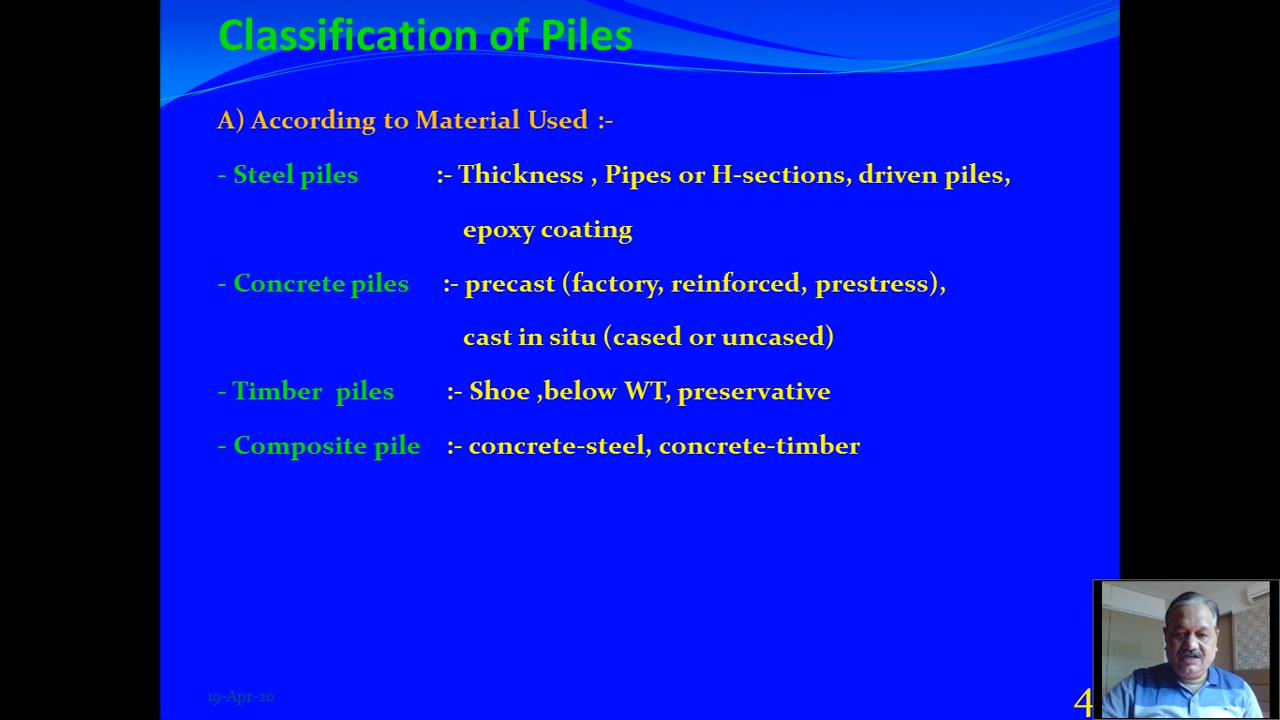 Classification of Piles
A) According to Material Used :-
- Steel piles :- Thickness , Pipes or H-sections, driven piles,
epoxy coating
- Concrete piles :- precast (factory, reinforced, prestress),
cast in situ (cased or uncased)
- Timber piles :- Shoe ,below WT, preservative
- Composite pile :- concrete-steel, concrete-timber
19-Apr-20
4